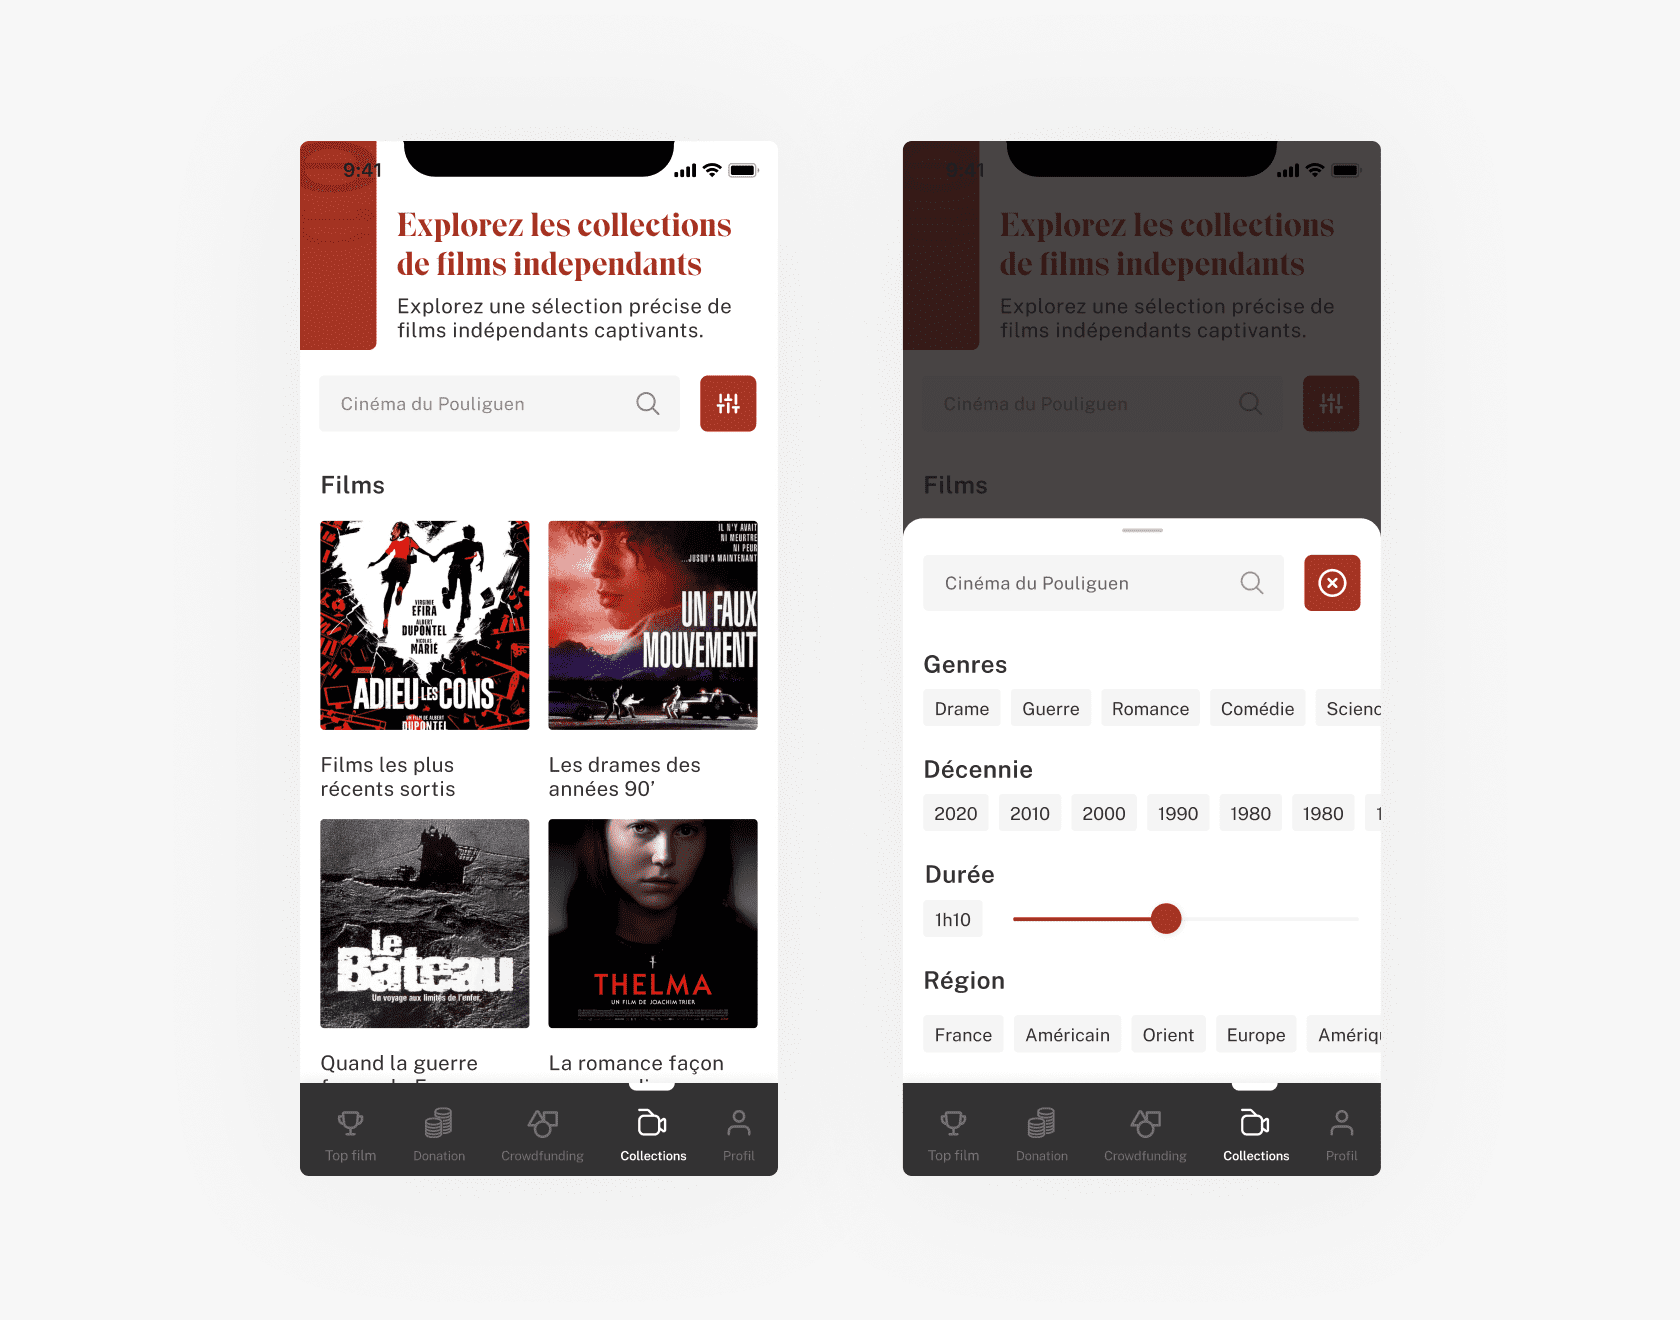 9:41
Explorez les collections
de films independants
Explorez une sélection précise de
films indépendants captivants.
Cinéma du Pouliguen
Films
VIRGINIE
EFIRA
ALBERT
DUPONTEL
NICOLAS
MARIÉ
ADIEU LES CONS
UN FILM DE ALBERT
DUPONTEL
IL N'Y AVAIT
NI MEURTRE
NI PEUR
...JUSQU'A MAINTENANT
UN FAUX
MOUVEMENT
Films les plus
récents sortis
Les drames des
années 90’
Le
Bateau
Un voyage aux limites de l'enfer.
THELMA
UN FILM DE JOACHIM TRIER
Quand la guerre
La romance façon
Top film
Donation
Crowdfunding
Collections
Profil
9:41
Explorez les collections
de films independants
Explorez une sélection précise de
films indépendants captivants.
Cinéma du Pouliguen
Films
Cinéma du Pouliguen
Genres
Drame Guerre Romance Comédie Scienc
Décennie
2020 2010 2000 1990 1980 1980 1
Durée
1h10
Région
France Américain Orient Europe Amériqu
Top film
Donation
Crowdfunding
Collections
Profil